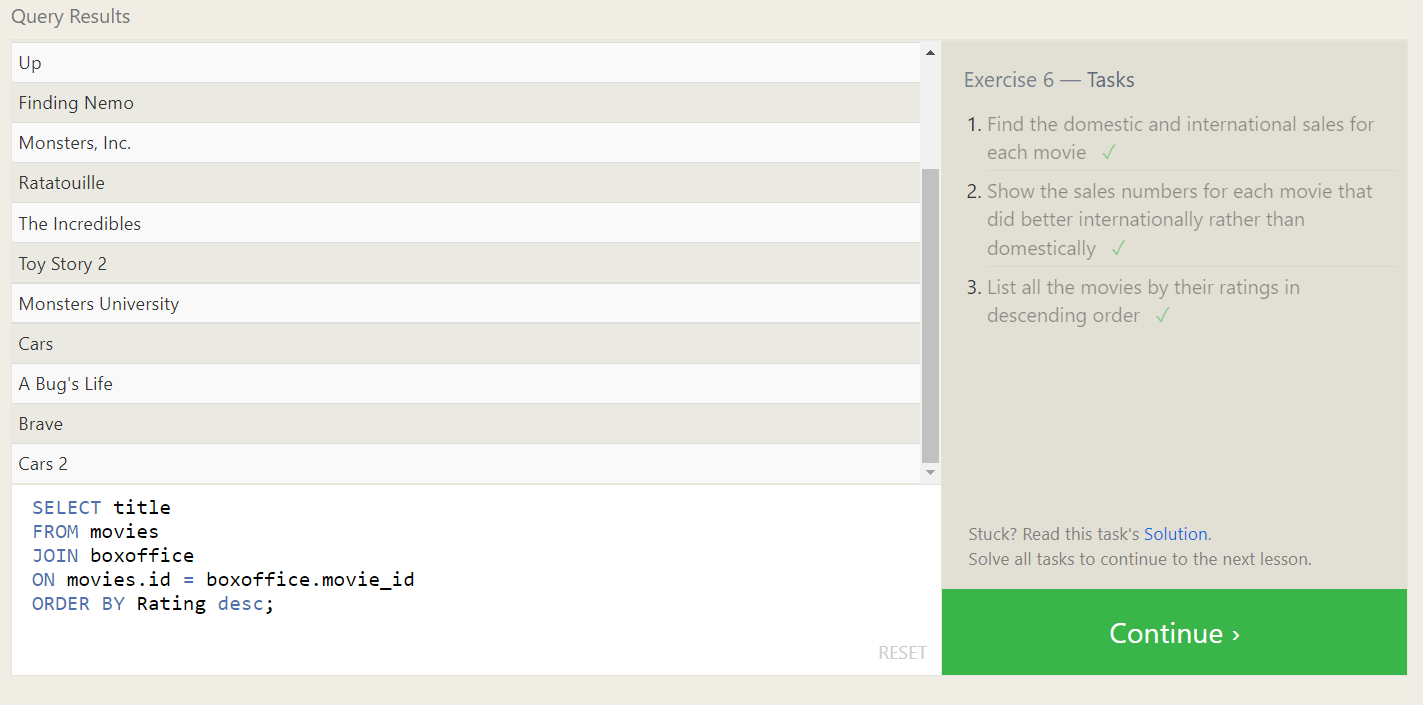 Query Results
Up
Finding Nemo
Monsters, Inc.
Ratatouille
The Incredibles
Toy Story 2
Monsters University
Cars
A Bug's Life
Brave
Cars 2
SELECT title
FROM movies
JOIN boxoffice
ON movies.id = boxoffice.movie_id
ORDER BY Rating desc;
RESET
Exercise 6 — Tasks
1. Find the domestic and international sales for
each movie ✓
2. Show the sales numbers for each movie that
did better internationally rather than
domestically ✓
3. List all the movies by their ratings in
descending order ✓
Stuck? Read this task's Solution.
Solve all tasks to continue to the next lesson.
Continue ›